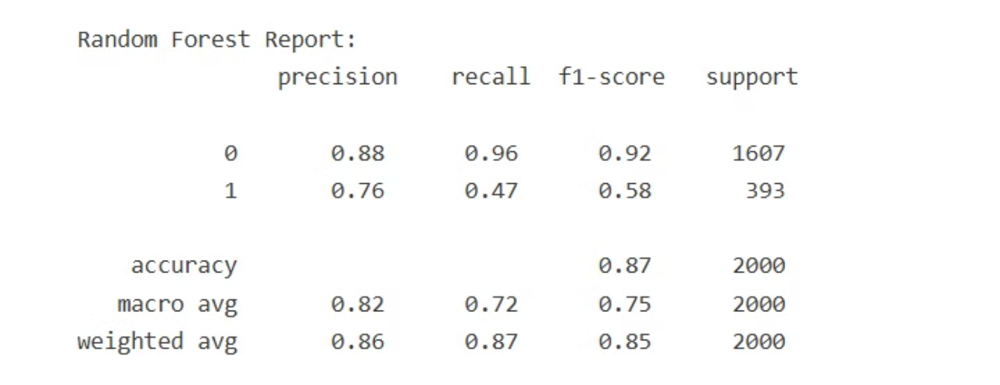 Random Forest Report:
precision recall f1-score support
0 0.88 0.96 0.92 1607
1 0.76 0.47 0.58 393
accuracy 0.87 2000
macro avg 0.82 0.72 0.75 2000
weighted avg 0.86 0.87 0.85 2000